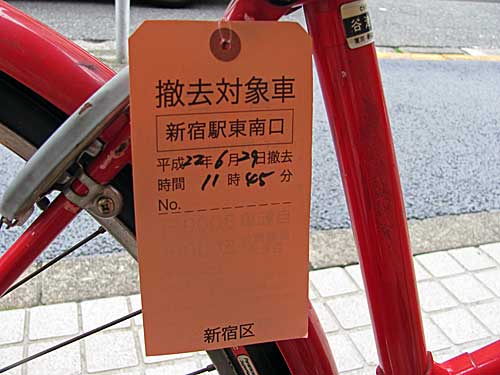 撤去対象車
新宿駅東南口
平成22年6月29日撤去
時間 11時45分
No.
新宿区